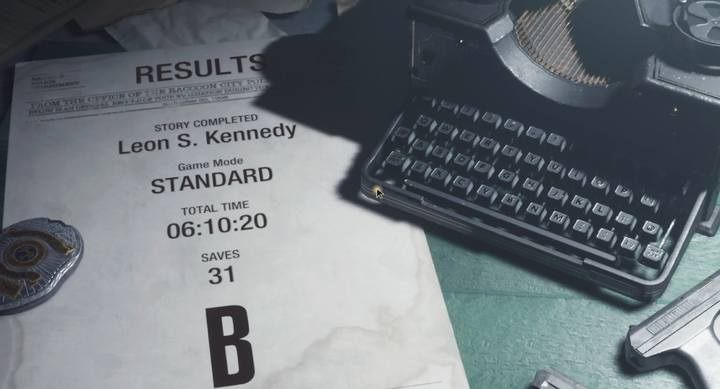 RESULTS
FROM THE OFFICE OF THE RACCOON CITY
STORY COMPLETED
Leon S. Kennedy
Game Mode
STANDARD
TOTAL TIME
06:10:20
SAVES
31
B